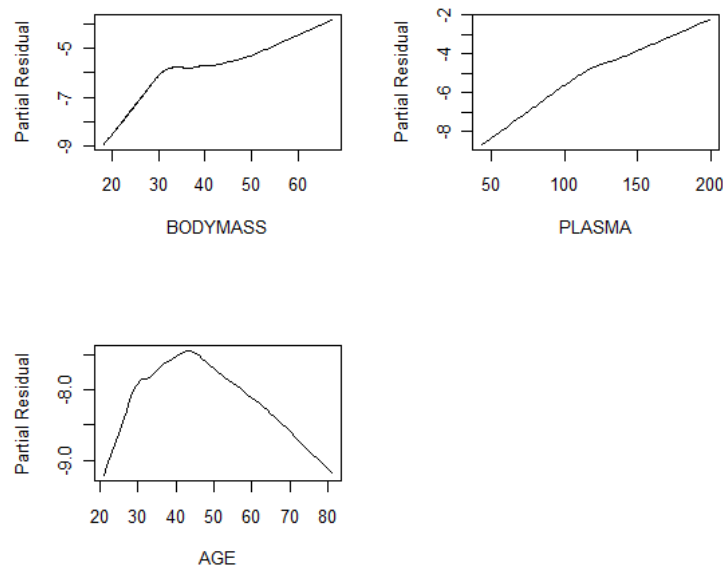 Partial Residual
-5
-7
-9
20 30 40 50 60
BODYMASS
Partial Residual
-2
-4
-6
-8
50 100 150 200
PLASMA
Partial Residual
-8.0
-9.0
20 30 40 50 60 70 80
AGE